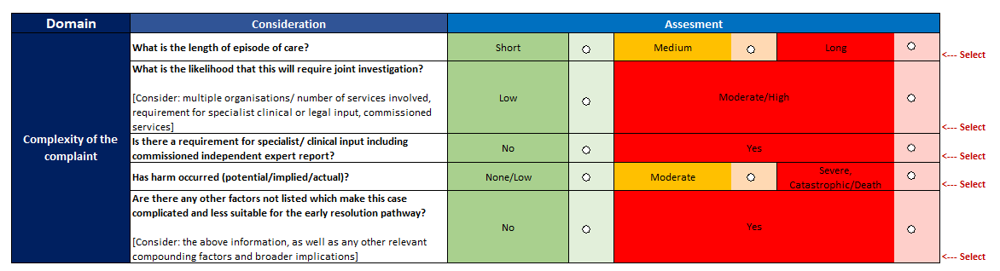 Domain Consideration Assesment
What is the length of episode of care? Short Medium Long
<--- Select
What is the likelihood that this will require joint investigation?
[Consider: multiple organisations/ number of services involved,
requirement for specialist clinical or legal input, commissioned
services]
Low Moderate/High
<--- Select
Complexity of the
complaint
Is there a requirement for specialist/ clinical input including
commissioned independent expert report?
No Yes
<--- Select
Has harm occurred (potential/implied/actual)? None/Low Moderate
Severe,
Catastrophic/Death
<--- Select
Are there any other factors not listed which make this case
complicated and less suitable for the early resolution pathway?
[Consider: the above information, as well as any other relevant
compounding factors and broader implications]
No Yes
<--- Select